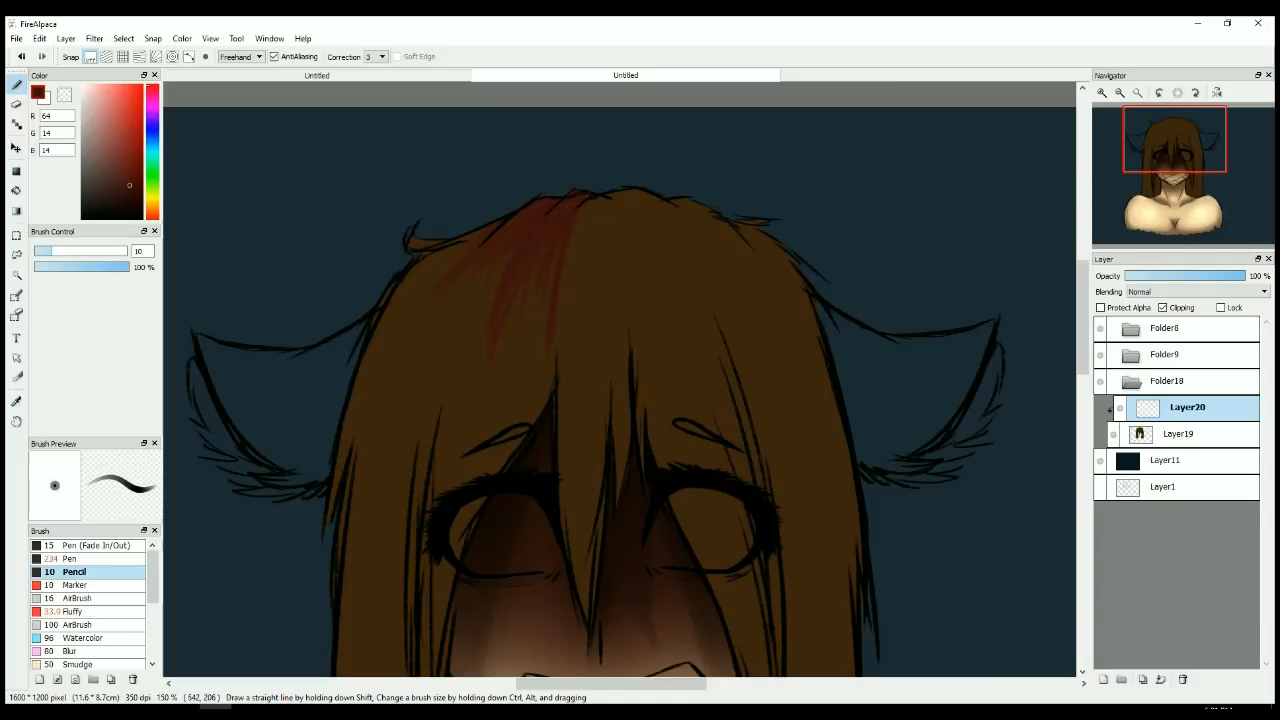 FireAlpaca
File Edit Layer Filter Select Snap Color View Tool Window Help
Snap OFF Freehand AntiAliasing Correction 3 Soft Edge
Color
Untitled
Untitled
Navigator
R 64
G 14
B 14
Brush Control
10
100 %
Layer
Opacity 100 %
Blending Normal
Protect Alpha Clipping Lock
Folder8
Folder9
Folder18
Layer20
Layer19
Layer11
Layer1
Brush Preview
Brush
15 Pen (Fade In/Out)
234 Pen
10 Pencil
10 Marker
16 AirBrush
33.9 Fluffy
100 AirBrush
96 Watercolor
80 Blur
50 Smudge
1600 * 1200 pixel (11.6 * 8.7cm) 350 dpi 150 % ( 542, 206 ) Draw a straight line by holding down Shift, Change a brush size by holding down Ctrl, Alt, and dragging